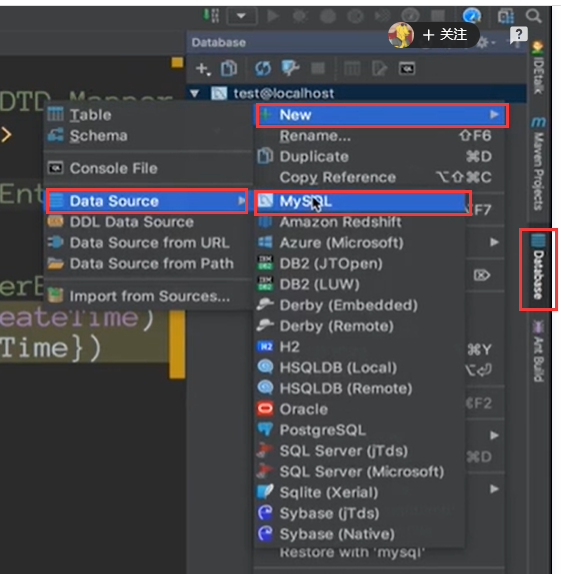 + 关注
?
Database
test@localhost
DTD Mapper
>
Ent
erE
eateTime)
Time})
Table
Schema
Console File
Data Source
DDL Data Source
Data Source from URL
Data Source from Path
Import from Sources...
New
Rename... ⇧F6
Duplicate ⌘D
Copy Reference ⌥⇧⌘C
MySQL F7
Amazon Redshift
Azure (Microsoft)
DB2 (JTOpen)
DB2 (LUW)
Derby (Embedded)
Derby (Remote)
H2 ⌘Y
HSQLDB (Local) ⌥⏎
HSQLDB (Remote)
Oracle ⌘F2
PostgreSQL
SQL Server (jTds) ⌘D
SQL Server (Microsoft)
Sqlite (Xerial)
Sybase (jTds)
Sybase (Native)
Restore with 'mysql'
IDEtalk
Maven Projects
Database
Ant Build